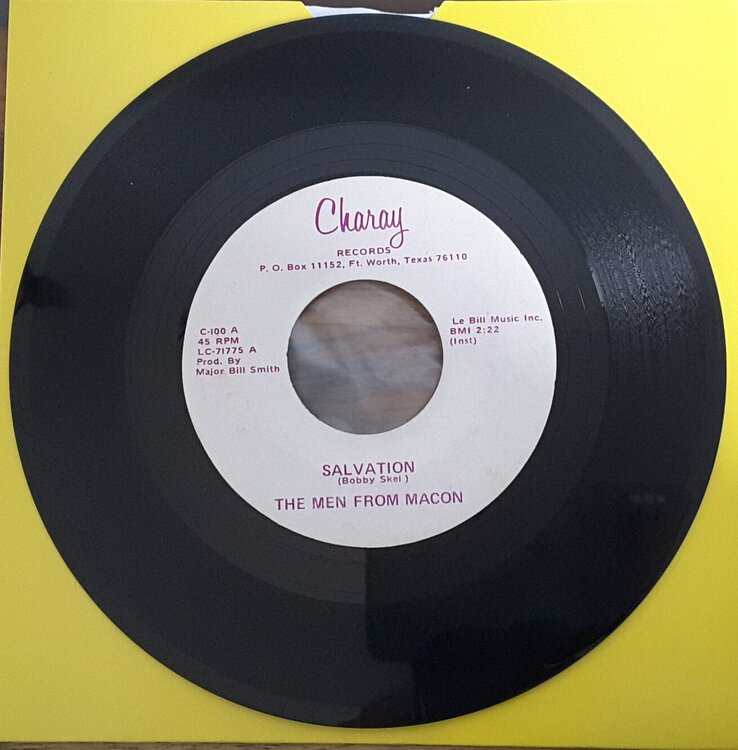 Charay
RECORDS
P. O. Box 11152, Ft. Worth, Texas 76110
C-100 A
45 RPM
LC-71775 A
Prod. By
Major Bill Smith
Le Bill Music Inc.
BMI 2:22
(Inst)
SALVATION
(Bobby Skel)
THE MEN FROM MACON